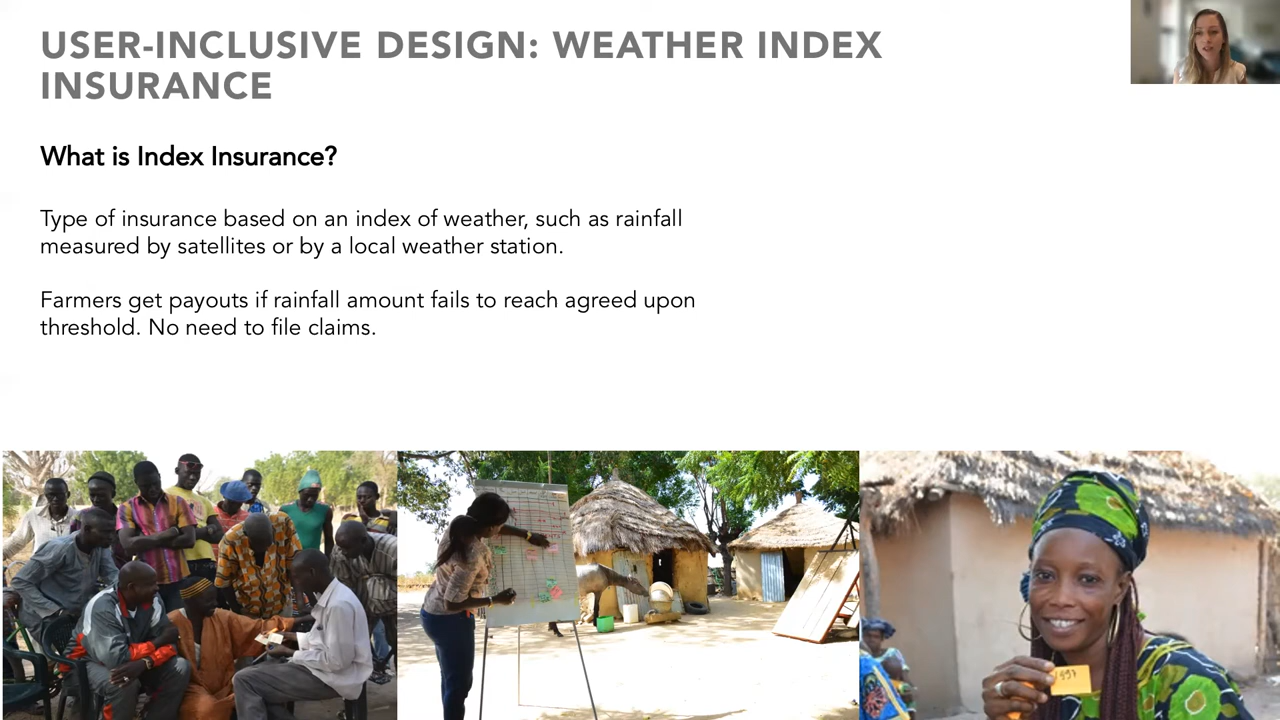 USER-INCLUSIVE DESIGN: WEATHER INDEX
INSURANCE
What is Index Insurance?
Type of insurance based on an index of weather, such as rainfall
measured by satellites or by a local weather station.
Farmers get payouts if rainfall amount fails to reach agreed upon
threshold. No need to file claims.
1997